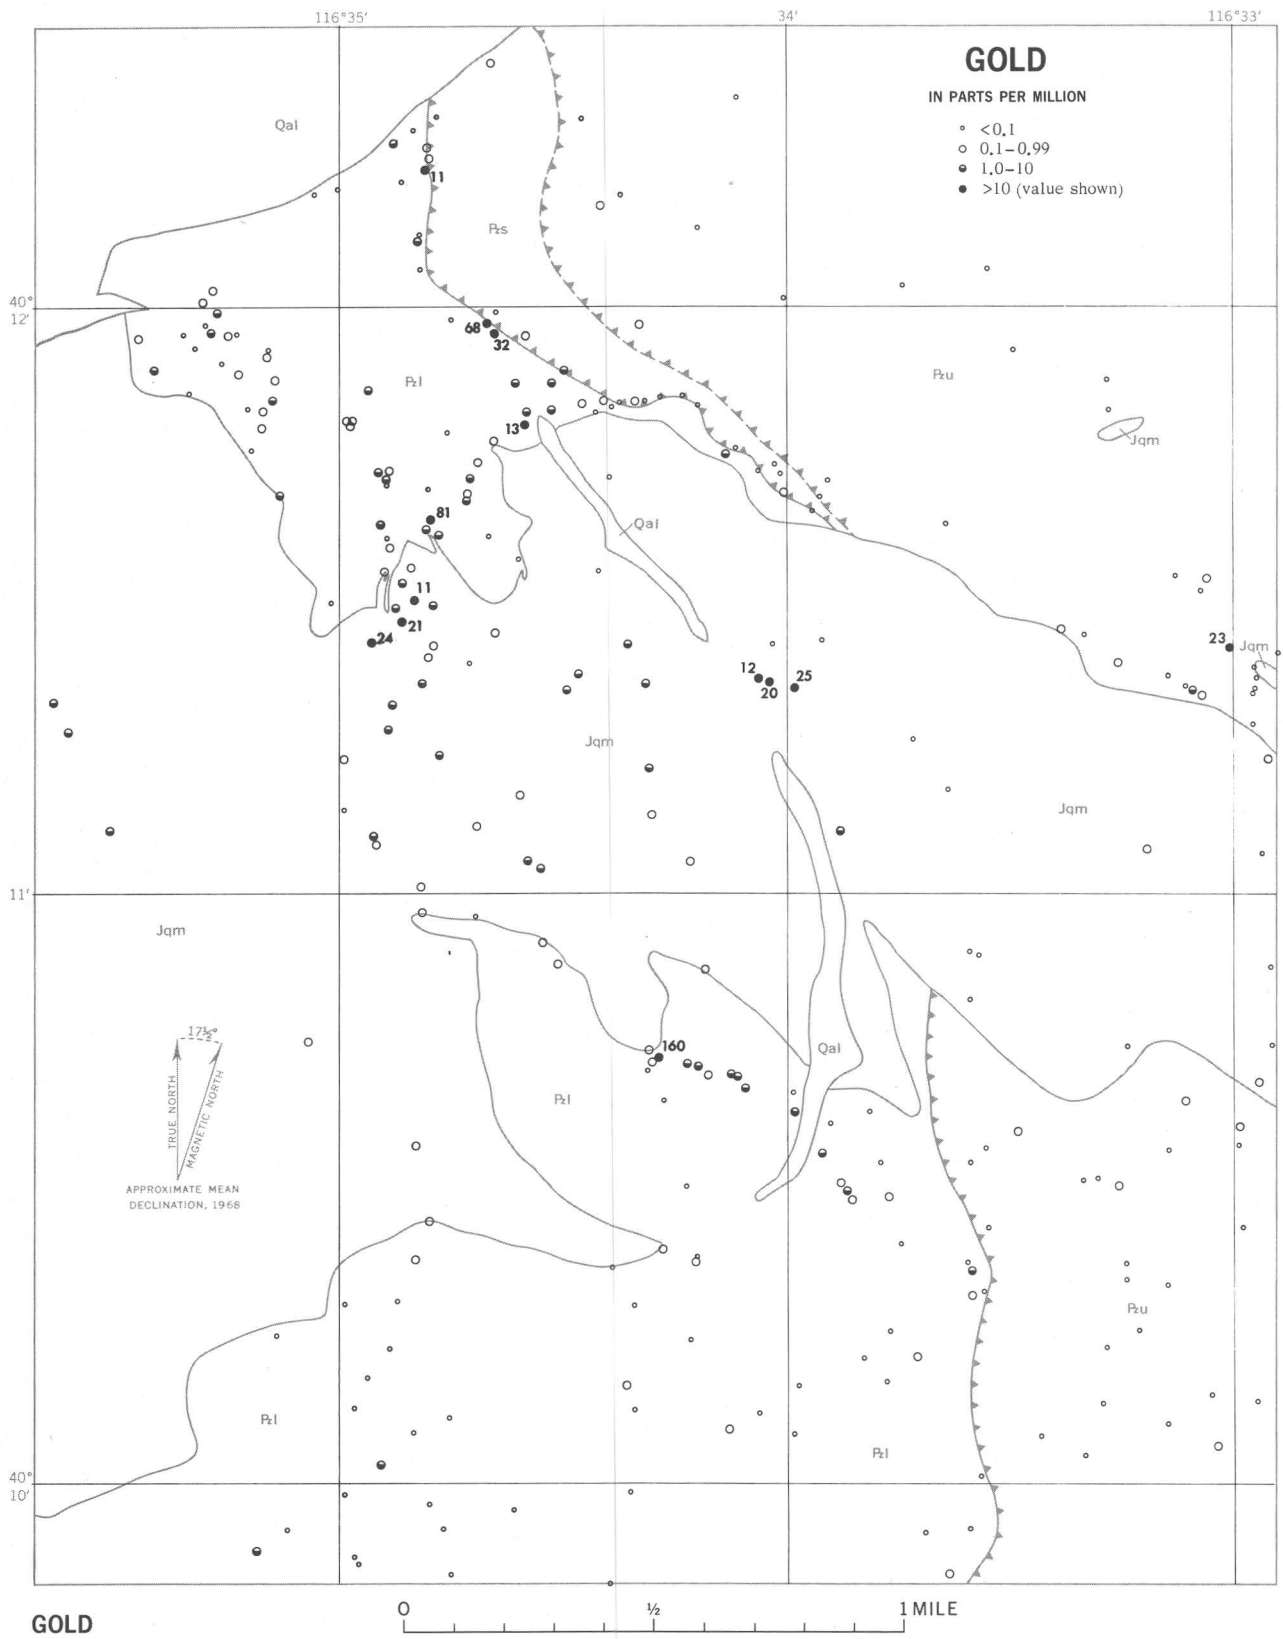 116°35'
34'
116°33'
GOLD
IN PARTS PER MILLION
<0.1
0.1–0.99
1.0–10
>10 (value shown)
Qal
11
Pzs
40°
12'
68
32
Pzl
Pzu
13
Jqm
81
Qal
11
21
24
23
Jqm
12
20
25
Jqm
Jqm
11'
Jqm
17½°
TRUE NORTH
MAGNETIC NORTH
APPROXIMATE MEAN
DECLINATION, 1968
160
Qal
Pzl
Pzu
Pzl
Pzl
40°
10'
GOLD
0
½
1 MILE